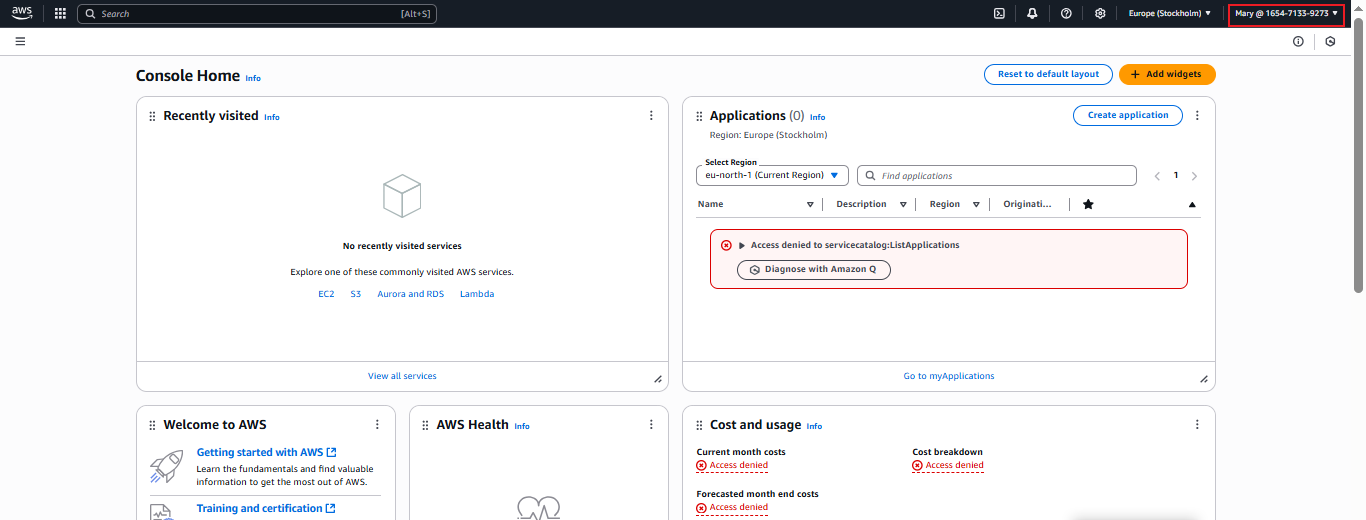 aws
Search
[Alt+S]
Europe (Stockholm)
Mary @ 1654-7133-9273
Console Home Info
Reset to default layout
+ Add widgets
Recently visited Info
No recently visited services
Explore one of these commonly visited AWS services.
EC2 S3 Aurora and RDS Lambda
View all services
Applications (0) Info
Create application
Region: Europe (Stockholm)
Select Region
eu-north-1 (Current Region)
Find applications
1
Name Description Region Originati...
Access denied to servicecatalog:ListApplications
Diagnose with Amazon Q
Go to myApplications
Welcome to AWS
Getting started with AWS
Learn the fundamentals and find valuable
information to get the most out of AWS.
Training and certification
AWS Health Info
Cost and usage Info
Current month costs
Access denied
Cost breakdown
Access denied
Forecasted month end costs
Access denied